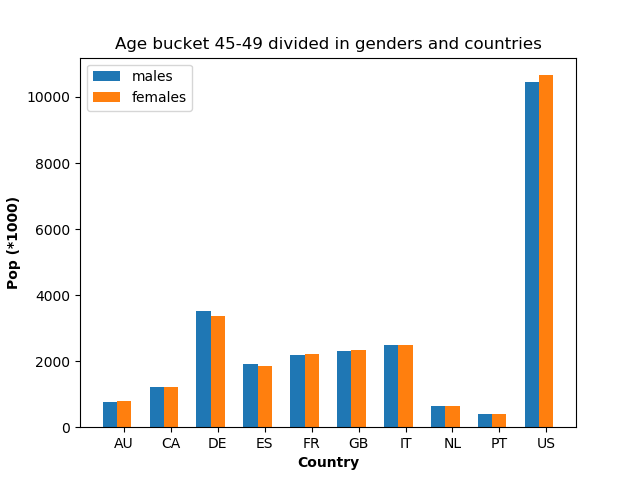 Age bucket 45-49 divided in genders and countries
males
females
10000
8000
6000
4000
2000
0
Pop (*1000)
AU CA DE ES FR GB IT NL PT US
Country